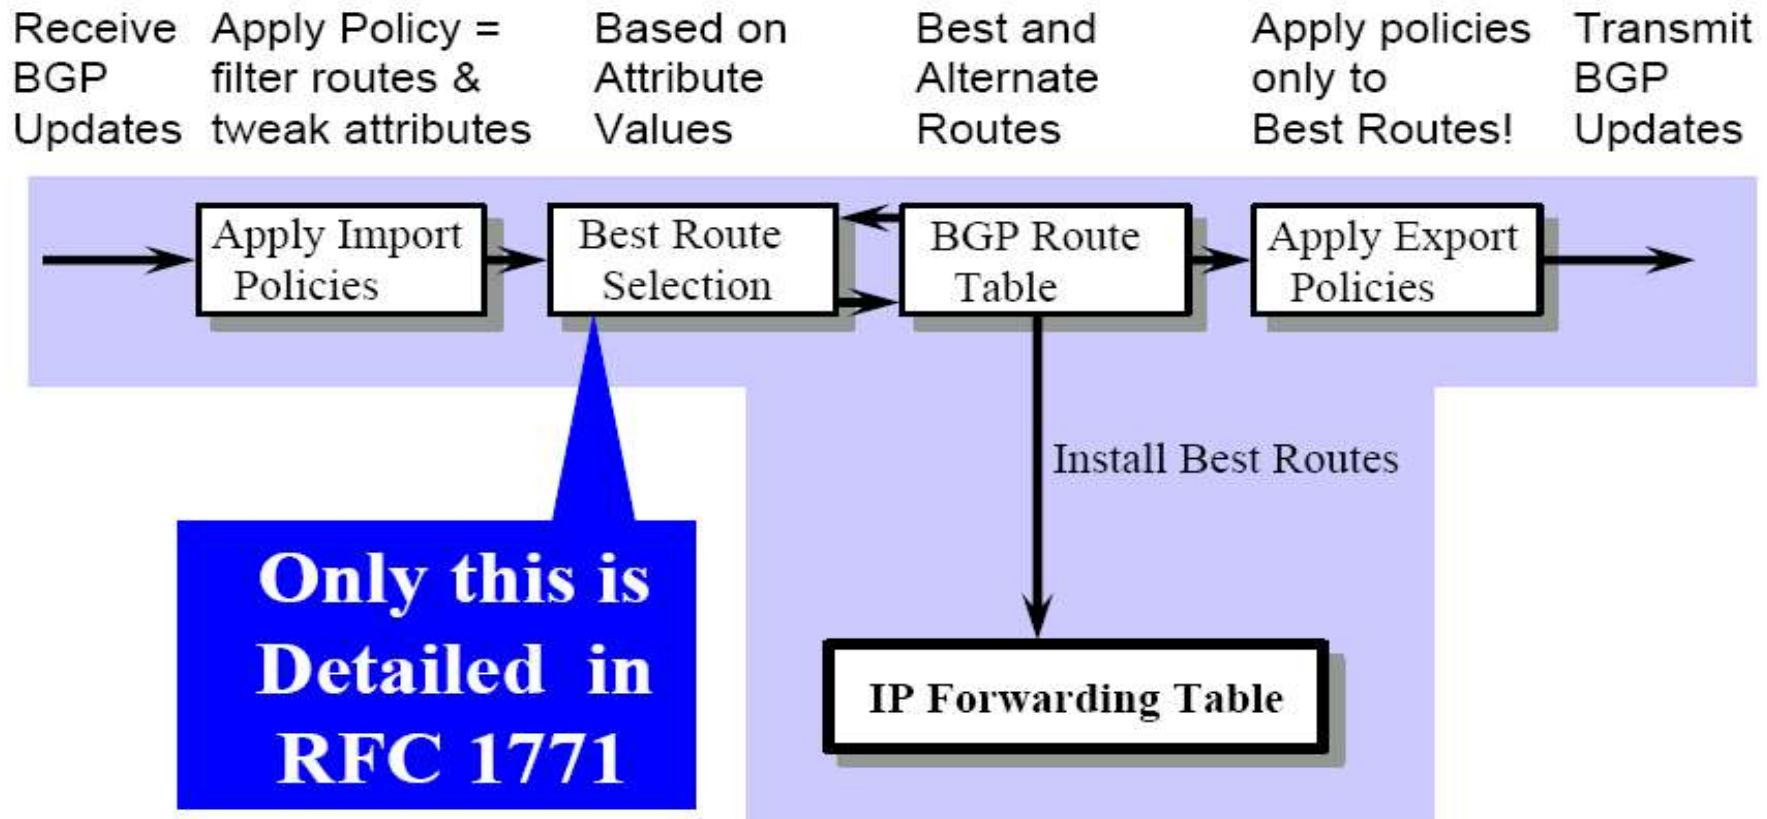 Receive
BGP
Updates
Apply Policy =
filter routes &
tweak attributes
Based on
Attribute
Values
Best and
Alternate
Routes
Apply policies
only to
Best Routes!
Transmit
BGP
Updates
Apply Import
Policies
Best Route
Selection
BGP Route
Table
Apply Export
Policies
Install Best Routes
Only this is
Detailed in
RFC 1771
IP Forwarding Table